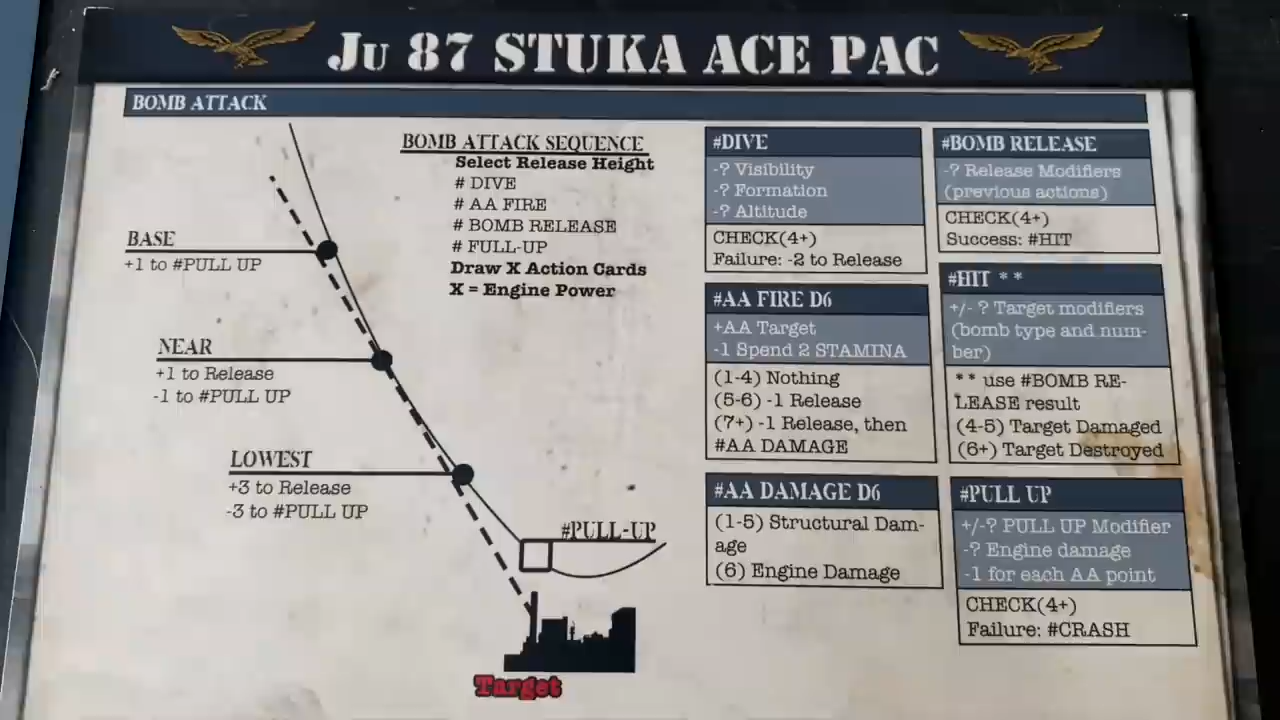 Ju 87 STUKA ACE PAC
BOMB ATTACK
BASE
+1 to #PULL UP
NEAR
+1 to Release
-1 to #PULL UP
LOWEST
+3 to Release
-3 to #PULL UP
#PULL-UP
Target
BOMB ATTACK SEQUENCE
Select Release Height
# DIVE
# AA FIRE
# BOMB RELEASE
# FULL-UP
Draw X Action Cards
X = Engine Power
#DIVE
-? Visibility
-? Formation
-? Altitude
CHECK(4+)
Failure: -2 to Release
#AA FIRE D6
+AA Target
-1 Spend 2 STAMINA
(1-4) Nothing
(5-6) -1 Release
(7+) -1 Release, then
#AA DAMAGE
#AA DAMAGE D6
(1-5) Structural Dam-
age
(6) Engine Damage
#BOMB RELEASE
-? Release Modifiers
(previous actions)
CHECK(4+)
Success: #HIT
#HIT **
+/- ? Target modifiers
(bomb type and num-
ber)
** use #BOMB RE-
LEASE result
(4-5) Target Damaged
(6+) Target Destroyed
#PULL UP
+/-? PULL UP Modifier
-? Engine damage
-1 for each AA point
CHECK(4+)
Failure: #CRASH